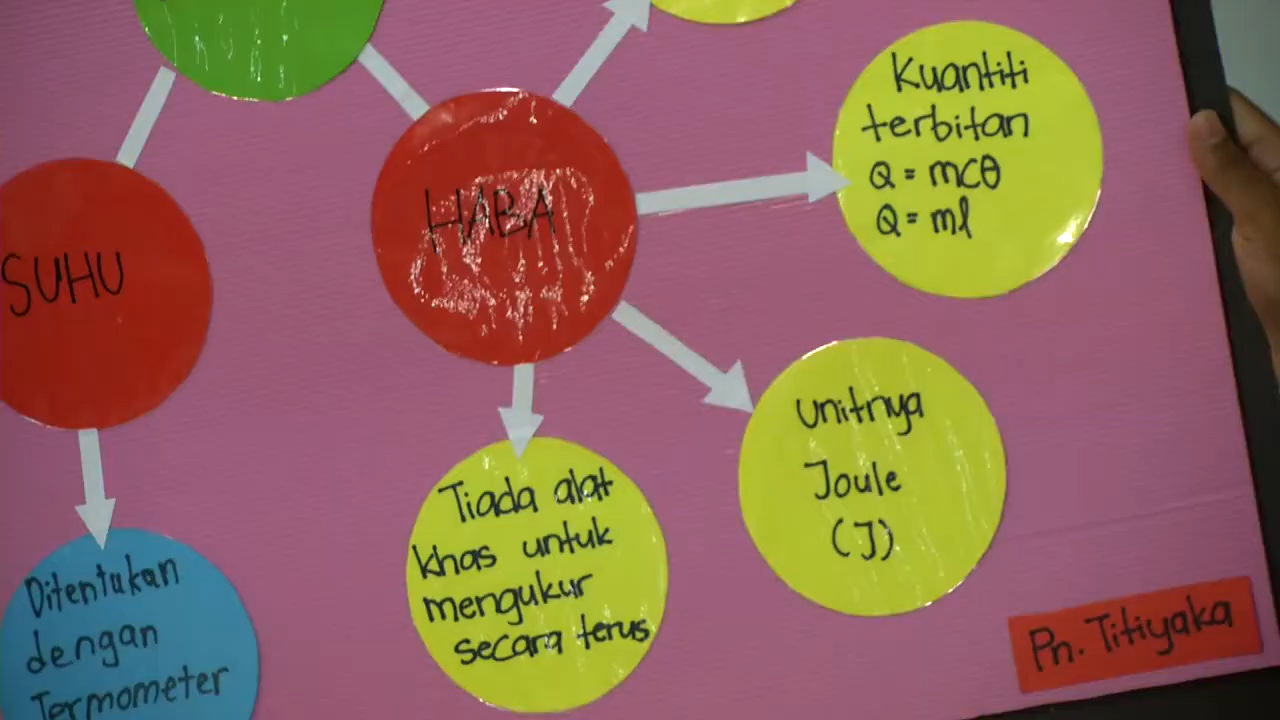 SUHU
HABA
Kuantiti
terbitan
Q = mcθ
Q = ml
unitnya
Joule
(J)
Tiada alat
khas untuk
mengukur
secara terus
Ditentukan
dengan
Termometer
Pn. Titiyaka